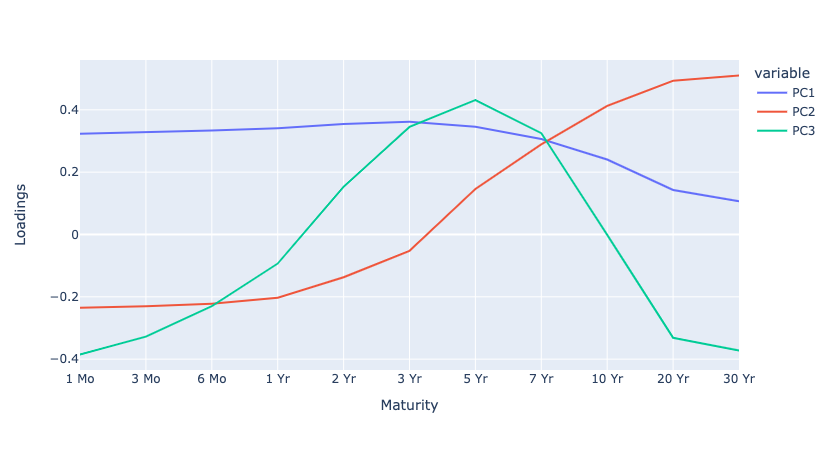 variable
PC1
PC2
PC3
Loadings
0.4
0.2
0
−0.2
−0.4
1 Mo 3 Mo 6 Mo 1 Yr 2 Yr 3 Yr 5 Yr 7 Yr 10 Yr 20 Yr 30 Yr
Maturity